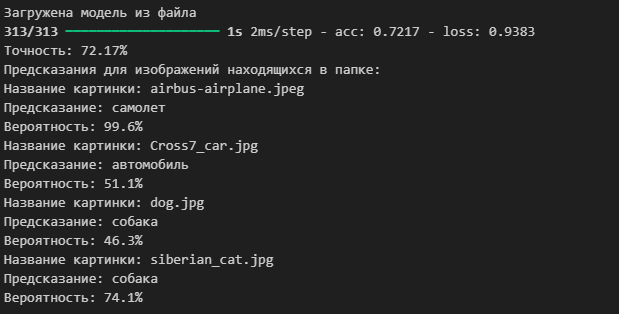 Загружена модель из файла
313/313 ━━━━━━━━━━━━━━━━━━━━ 1s 2ms/step - acc: 0.7217 - loss: 0.9383
Точность: 72.17%
Предсказания для изображений находящихся в папке:
Название картинки: airbus-airplane.jpeg
Предсказание: самолет
Вероятность: 99.6%
Название картинки: Cross7_car.jpg
Предсказание: автомобиль
Вероятность: 51.1%
Название картинки: dog.jpg
Предсказание: собака
Вероятность: 46.3%
Название картинки: siberian_cat.jpg
Предсказание: собака
Вероятность: 74.1%